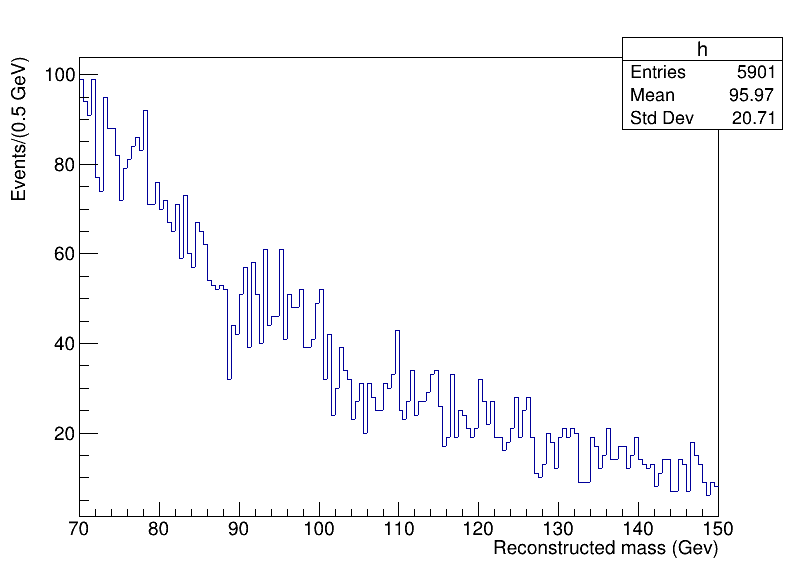 h
Entries 5901
Mean 95.97
Std Dev 20.71
Events/(0.5 GeV)
100
80
60
40
20
70 80 90 100 110 120 130 140 150
Reconstructed mass (Gev)